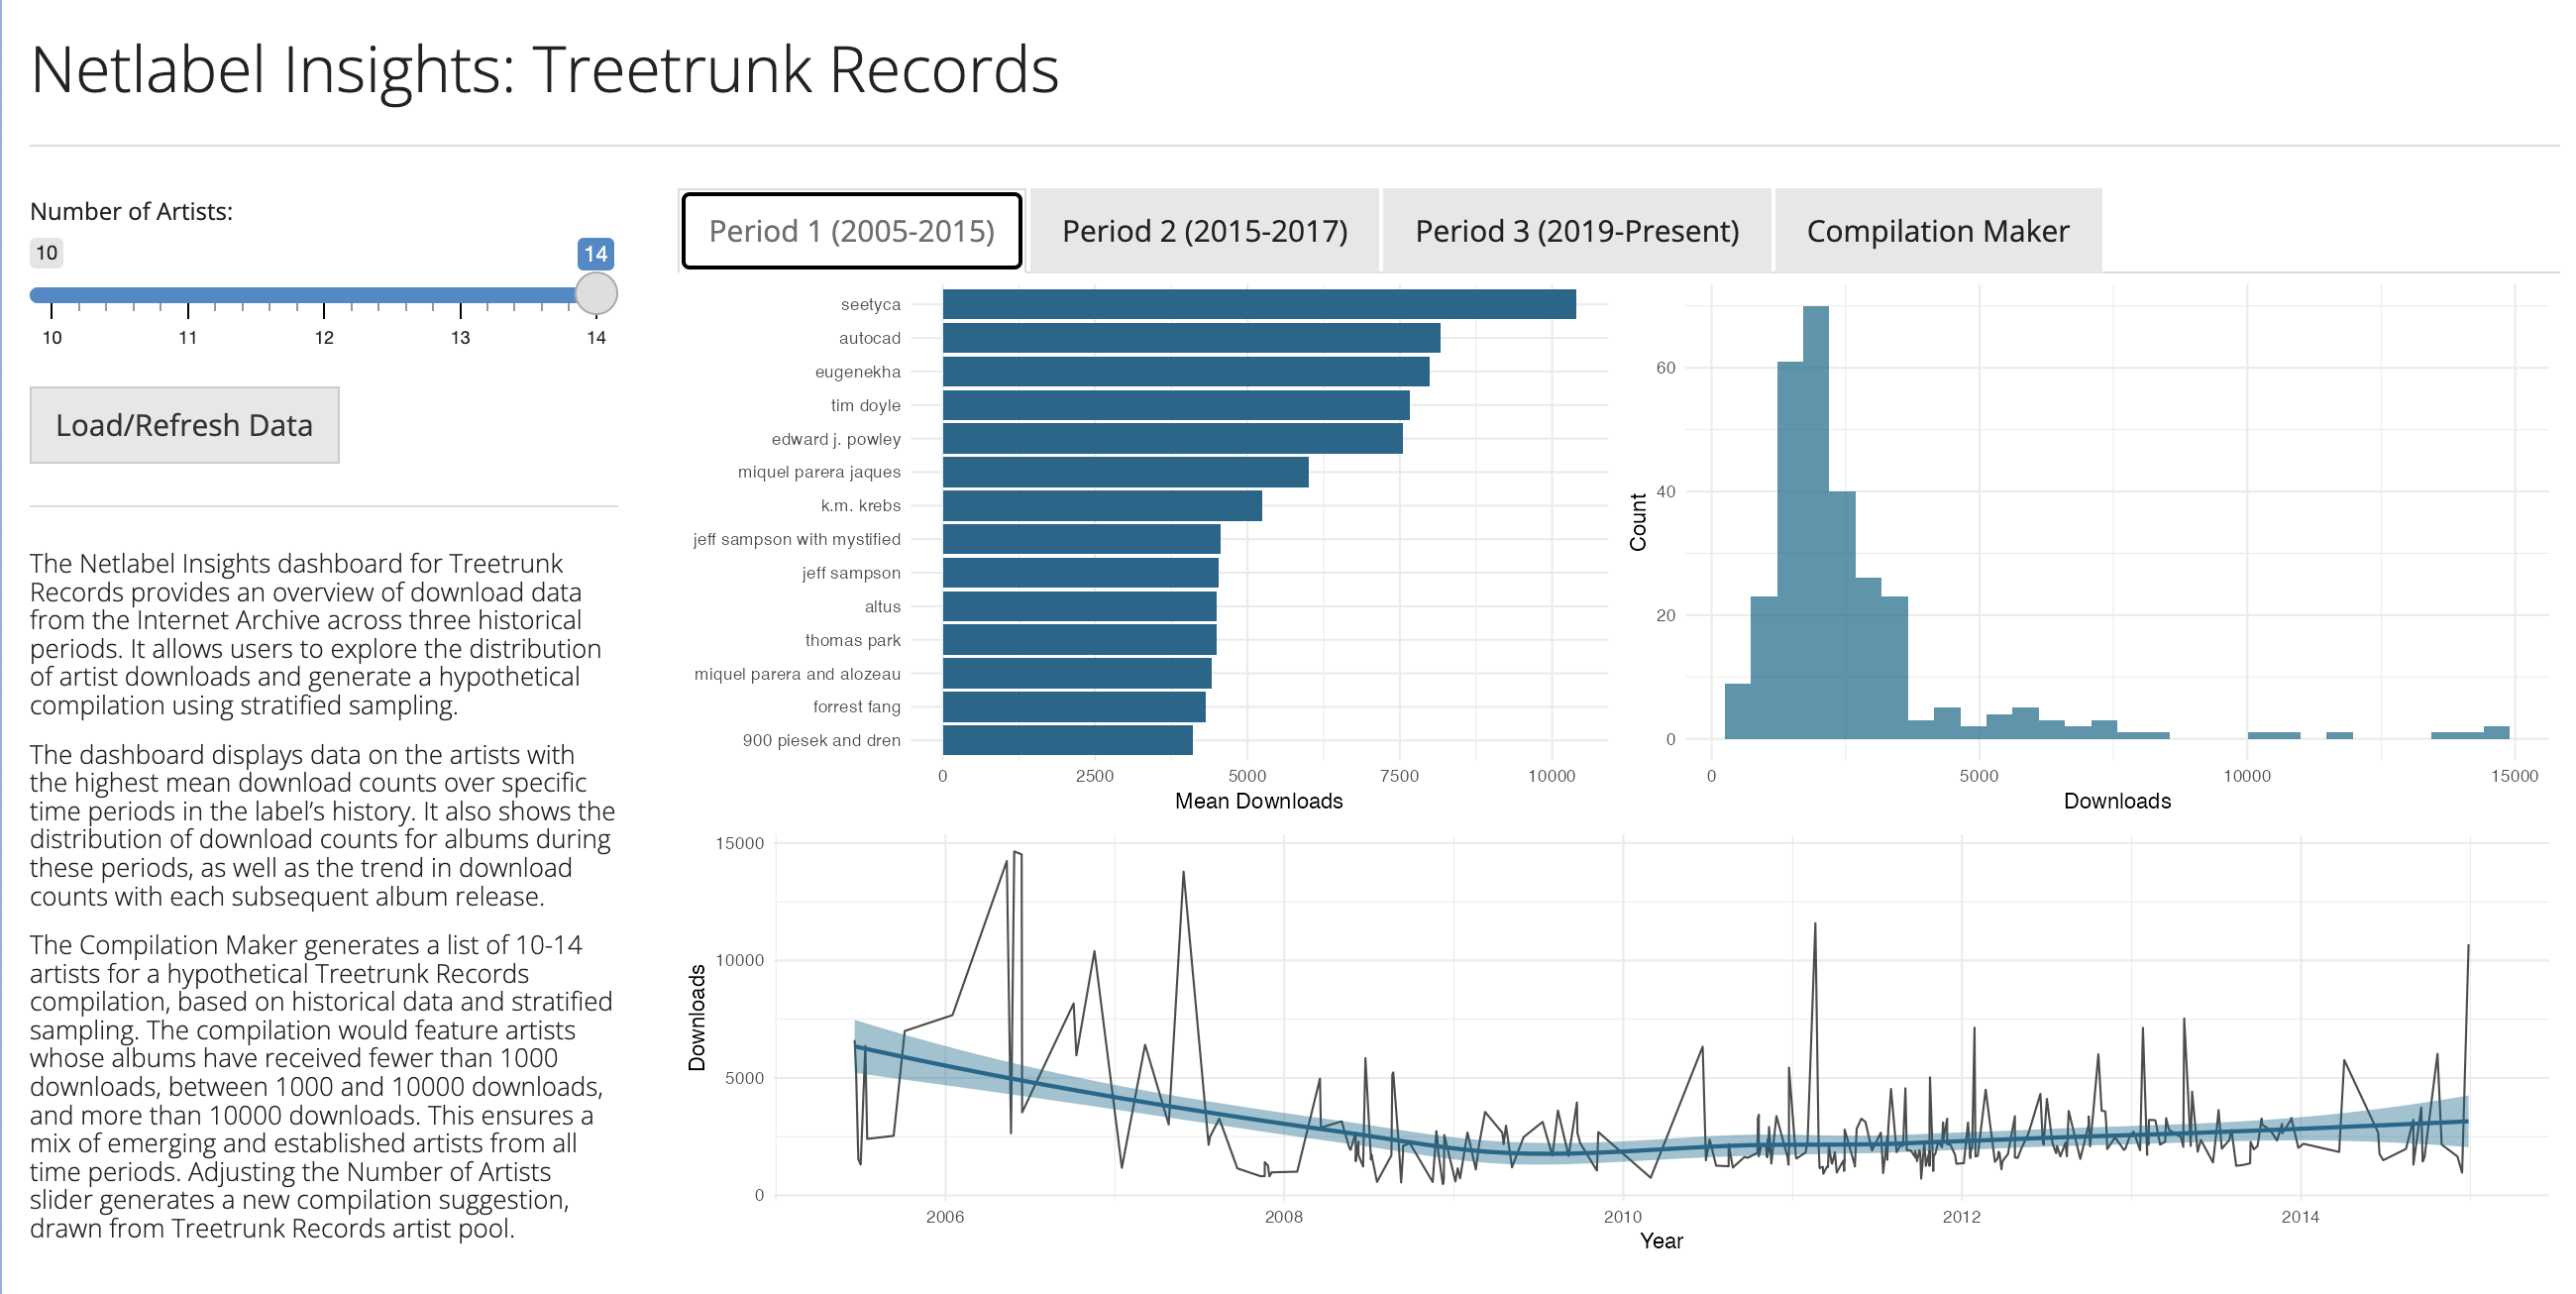 Netlabel Insights: Treetrunk Records
Number of Artists:
10
14
10
11
12
13
14
Load/Refresh Data
The Netlabel Insights dashboard for Treetrunk
Records provides an overview of download data
from the Internet Archive across three historical
periods. It allows users to explore the distribution
of artist downloads and generate a hypothetical
compilation using stratified sampling.
The dashboard displays data on the artists with
the highest mean download counts over specific
time periods in the label’s history. It also shows the
distribution of download counts for albums during
these periods, as well as the trend in download
counts with each subsequent album release.
The Compilation Maker generates a list of 10-14
artists for a hypothetical Treetrunk Records
compilation, based on historical data and stratified
sampling. The compilation would feature artists
whose albums have received fewer than 1000
downloads, between 1000 and 10000 downloads,
and more than 10000 downloads. This ensures a
mix of emerging and established artists from all
time periods. Adjusting the Number of Artists
slider generates a new compilation suggestion,
drawn from Treetrunk Records artist pool.
Period 1 (2005-2015)
Period 2 (2015-2017)
Period 3 (2019-Present)
Compilation Maker
seetyca
autocad
eugenekha
tim doyle
edward j. powley
miquel parera jaques
k.m. krebs
jeff sampson with mystified
jeff sampson
altus
thomas park
miquel parera and alozeau
forrest fang
900 piesek and dren
0
2500
5000
7500
10000
Mean Downloads
Count
60
40
20
0
0
5000
10000
15000
Downloads
Downloads
15000
10000
5000
0
2006
2008
2010
2012
2014
Year